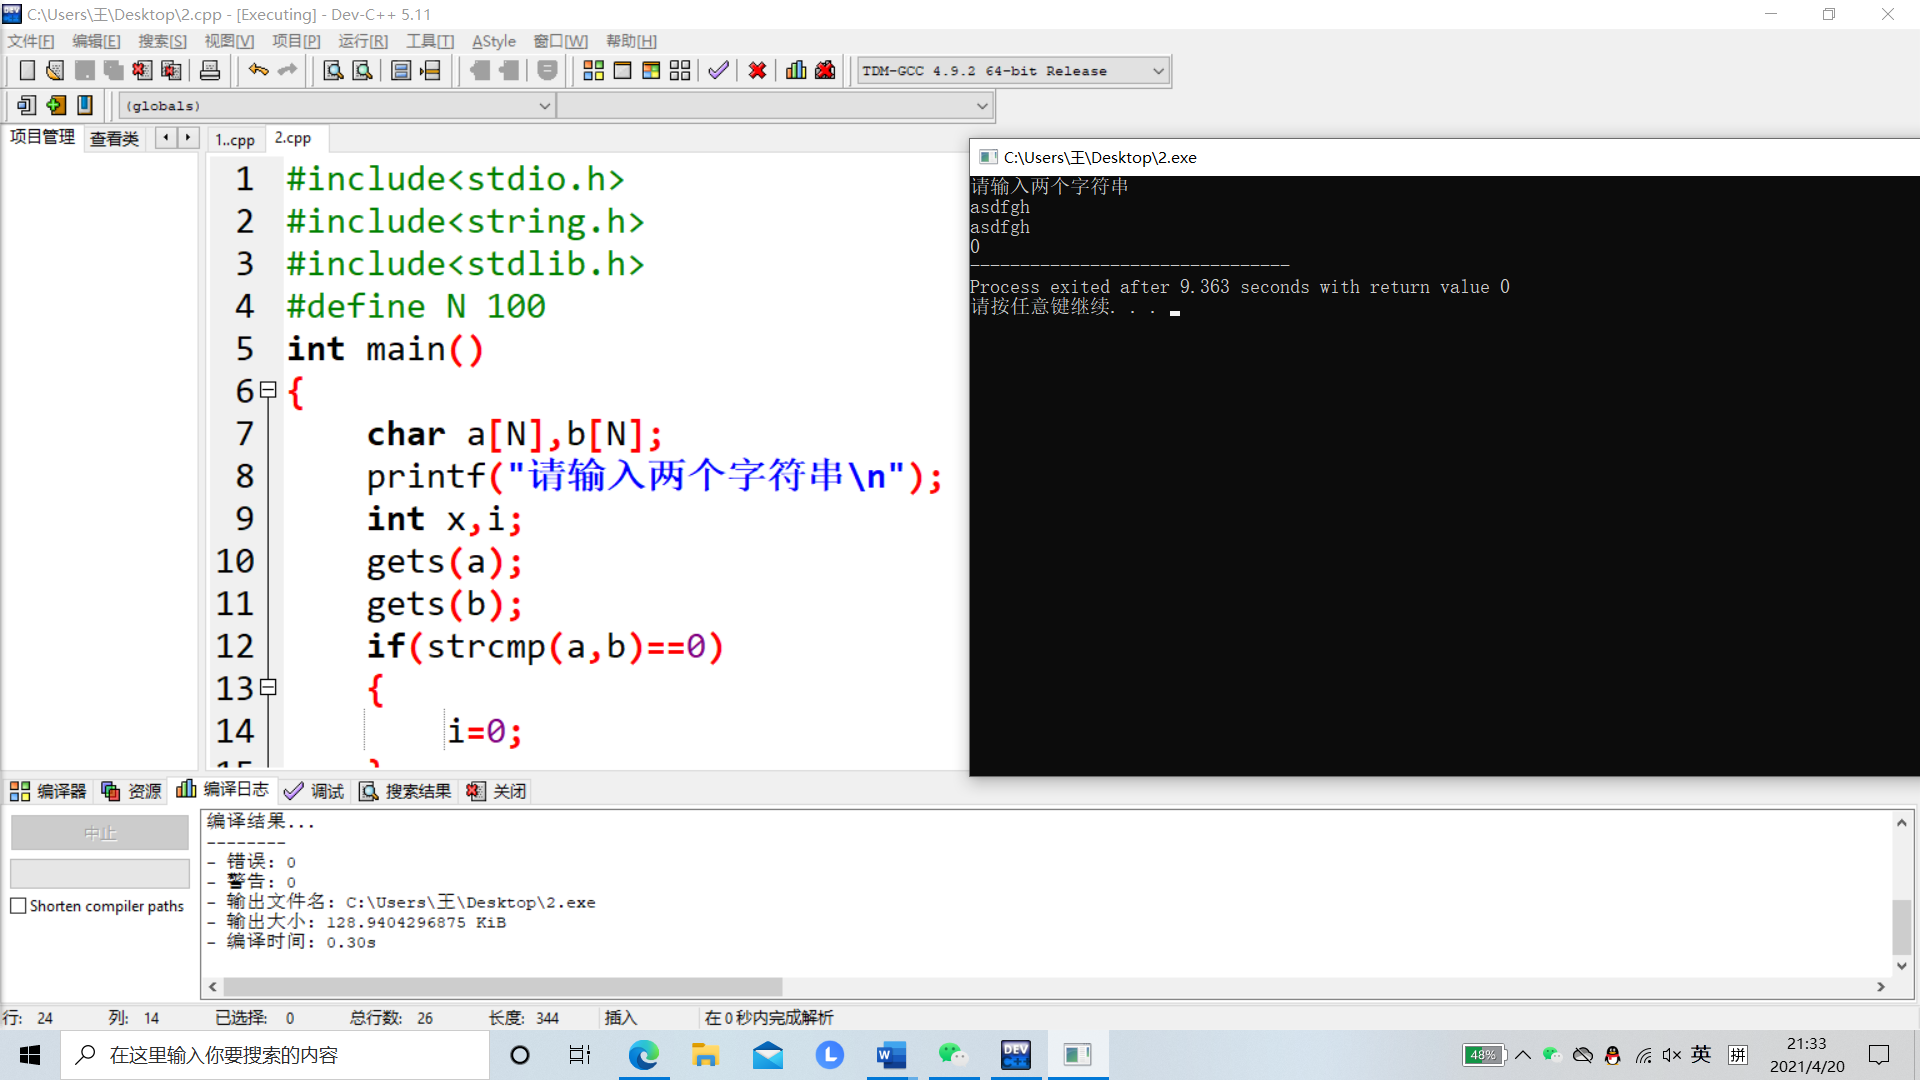 C:\Users\王\Desktop\2.cpp - [Executing] - Dev-C++ 5.11
文件[F] 编辑[E] 搜索[S] 视图[V] 项目[P] 运行[R] 工具[T] AStyle 窗口[W] 帮助[H]
TDM-GCC 4.9.2 64-bit Release
(globals)
项目管理 查看类 1..cpp 2.cpp
1 #include<stdio.h>
2 #include<string.h>
3 #include<stdlib.h>
4 #define N 100
5 int main()
6 {
7 char a[N],b[N];
8 printf("请输入两个字符串\n");
9 int x,i;
10 gets(a);
11 gets(b);
12 if(strcmp(a,b)==0)
13 {
14 i=0;
C:\Users\王\Desktop\2.exe
请输入两个字符串
asdfgh
asdfgh
0
--------------------------------
Process exited after 9.363 seconds with return value 0
请按任意键继续. . .
编译器 资源 编译日志 调试 搜索结果 关闭
中止
Shorten compiler paths
编译结果...
--------
- 错误: 0
- 警告: 0
- 输出文件名: C:\Users\王\Desktop\2.exe
- 输出大小: 128.9404296875 KiB
- 编译时间: 0.30s
行: 24 列: 14 已选择: 0 总行数: 26 长度: 344 插入 在 0 秒内完成解析
在这里输入你要搜索的内容
DEV
48%
英
拼
21:33
2021/4/20